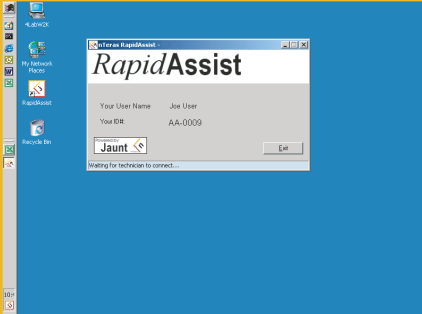 HLabW2K
My Network
Places
RapidAssist
Recycle Bin
nTeras RapidAssist -
RapidAssist
Your User Name
Joe User
Your ID#:
AA-0009
Powered by
Jaunt
Exit
Waiting for technician to connect....